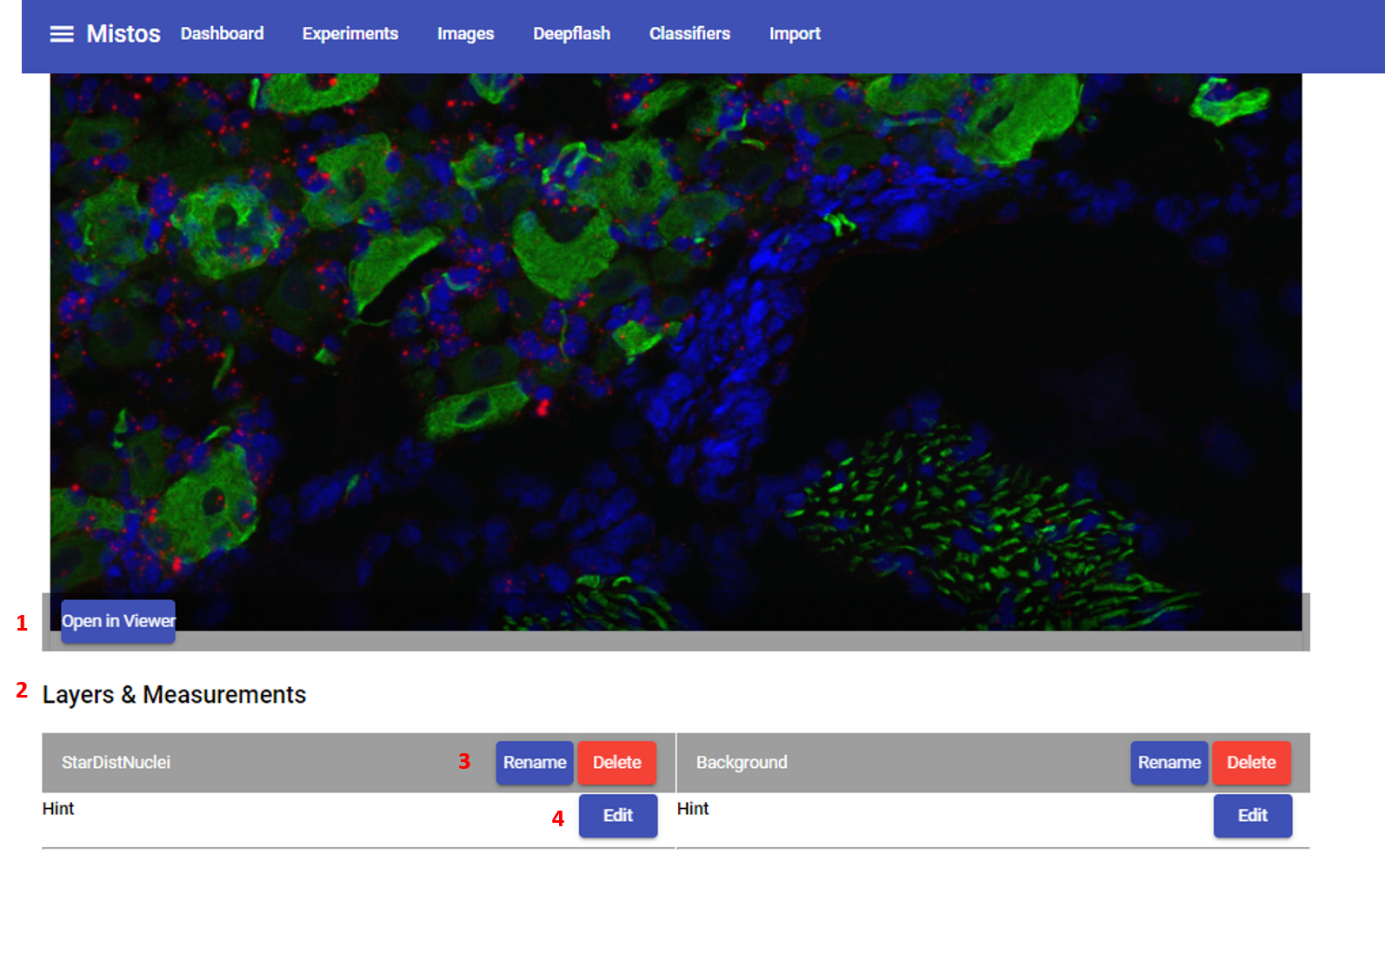 Mistos Dashboard Experiments Images Deepflash Classifiers Import
1 Open in Viewer
2 Layers & Measurements
StarDistNuclei 3 Rename Delete Background Rename Delete
Hint 4 Edit Hint Edit